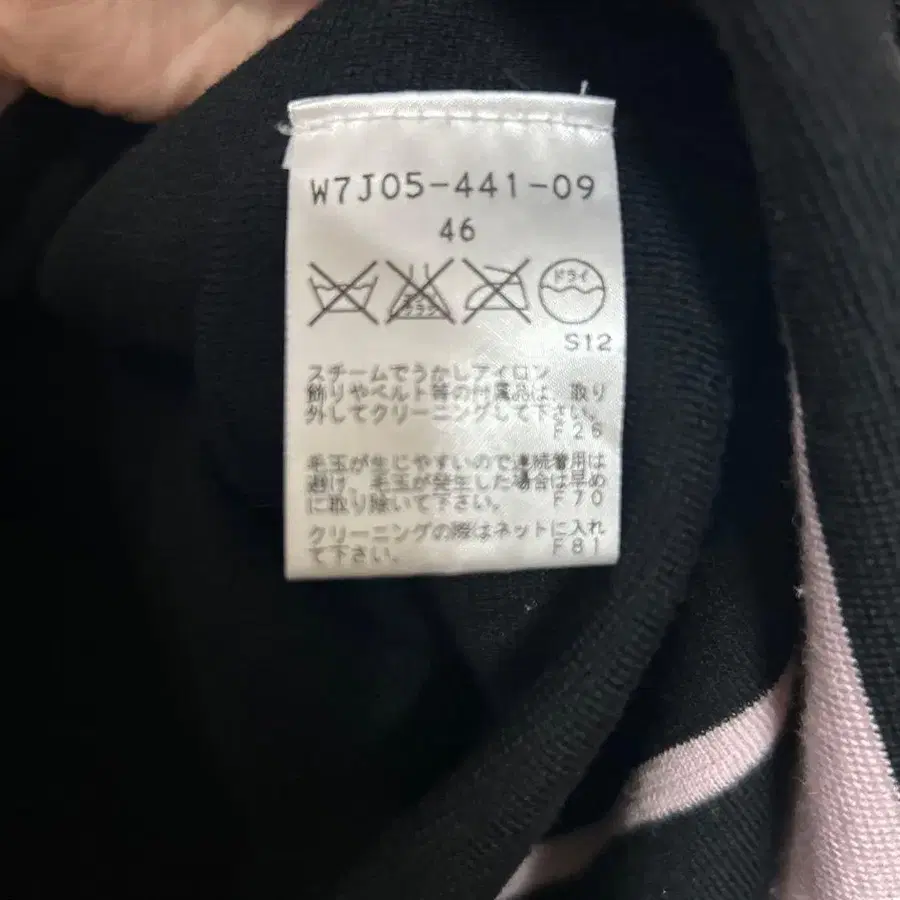 W7J05-441-09
46
ドライ
S12
スチームでうかしアイロン
飾りやベルト等の付属品は、取り
外してクリーニングして下さい。
F26
毛玉が生じやすいので連続着用は
避け、毛玉が発生した場合は早め
に取り除いて下さい。 F70
クリーニングの際はネットに入れ
て下さい。 F81